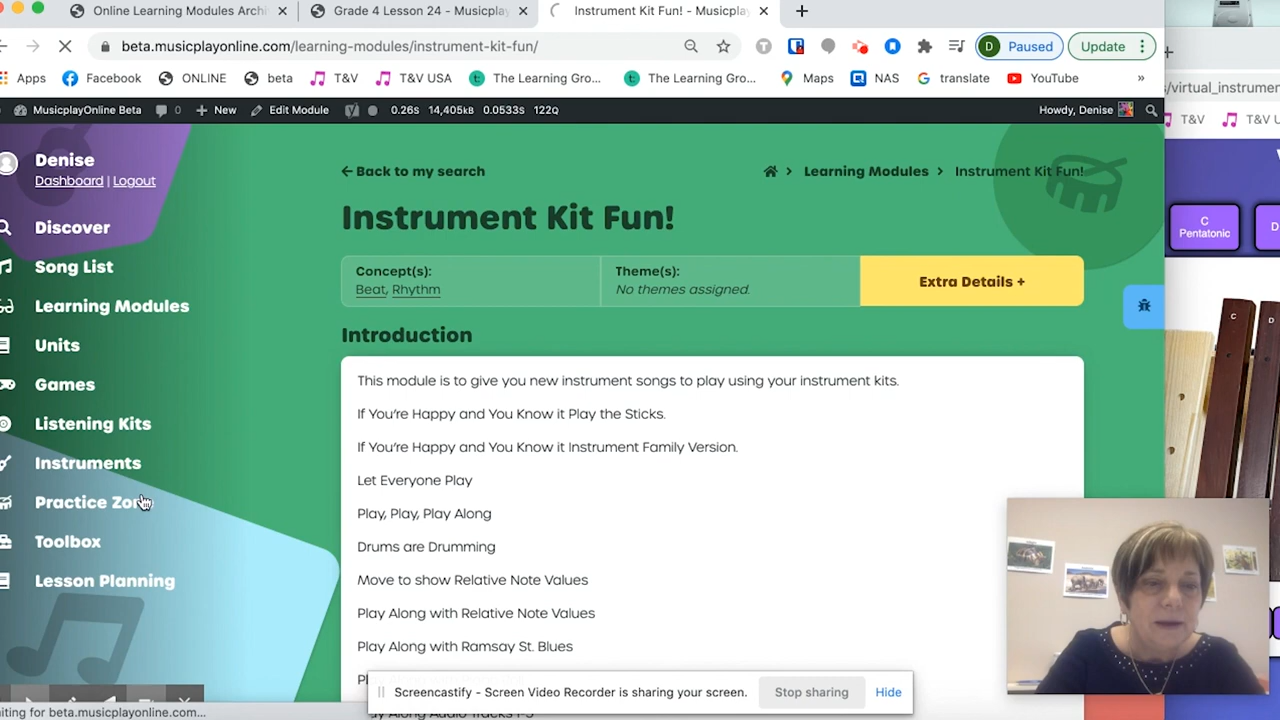 Online Learning Modules Archi
Grade 4 Lesson 24 - Musicplay
Instrument Kit Fun! - Musicplay
beta.musicplayonline.com/learning-modules/instrument-kit-fun/
T
D
Paused
Update
/virtual_instrumen
Apps
Facebook
ONLINE
beta
T&V
T&V USA
The Learning Gro...
The Learning Gro...
Maps
NAS
translate
YouTube
»
T&V
T&V U
MusicplayOnline Beta
0
New
Edit Module
0.26s
14,405kB
0.0533s
122Q
Howdy, Denise
Denise
Dashboard | Logout
Discover
Song List
Learning Modules
Units
Games
Listening Kits
Instruments
Practice Zon
Toolbox
Lesson Planning
Back to my search
Learning Modules
Instrument Kit Fun!
Instrument Kit Fun!
Concept(s):
Beat, Rhythm
Theme(s):
No themes assigned.
Extra Details +
Introduction
This module is to give you new instrument songs to play using your instrument kits.
If You're Happy and You Know it Play the Sticks.
If You're Happy and You Know it Instrument Family Version.
Let Everyone Play
Play, Play, Play Along
Drums are Drumming
Move to show Relative Note Values
Play Along with Relative Note Values
Play Along with Ramsay St. Blues
C
Pentatonic
D
C
D
Screencastify - Screen Video Recorder is sharing your screen.
Stop sharing
Hide
iting for beta.musicplayonline.com...